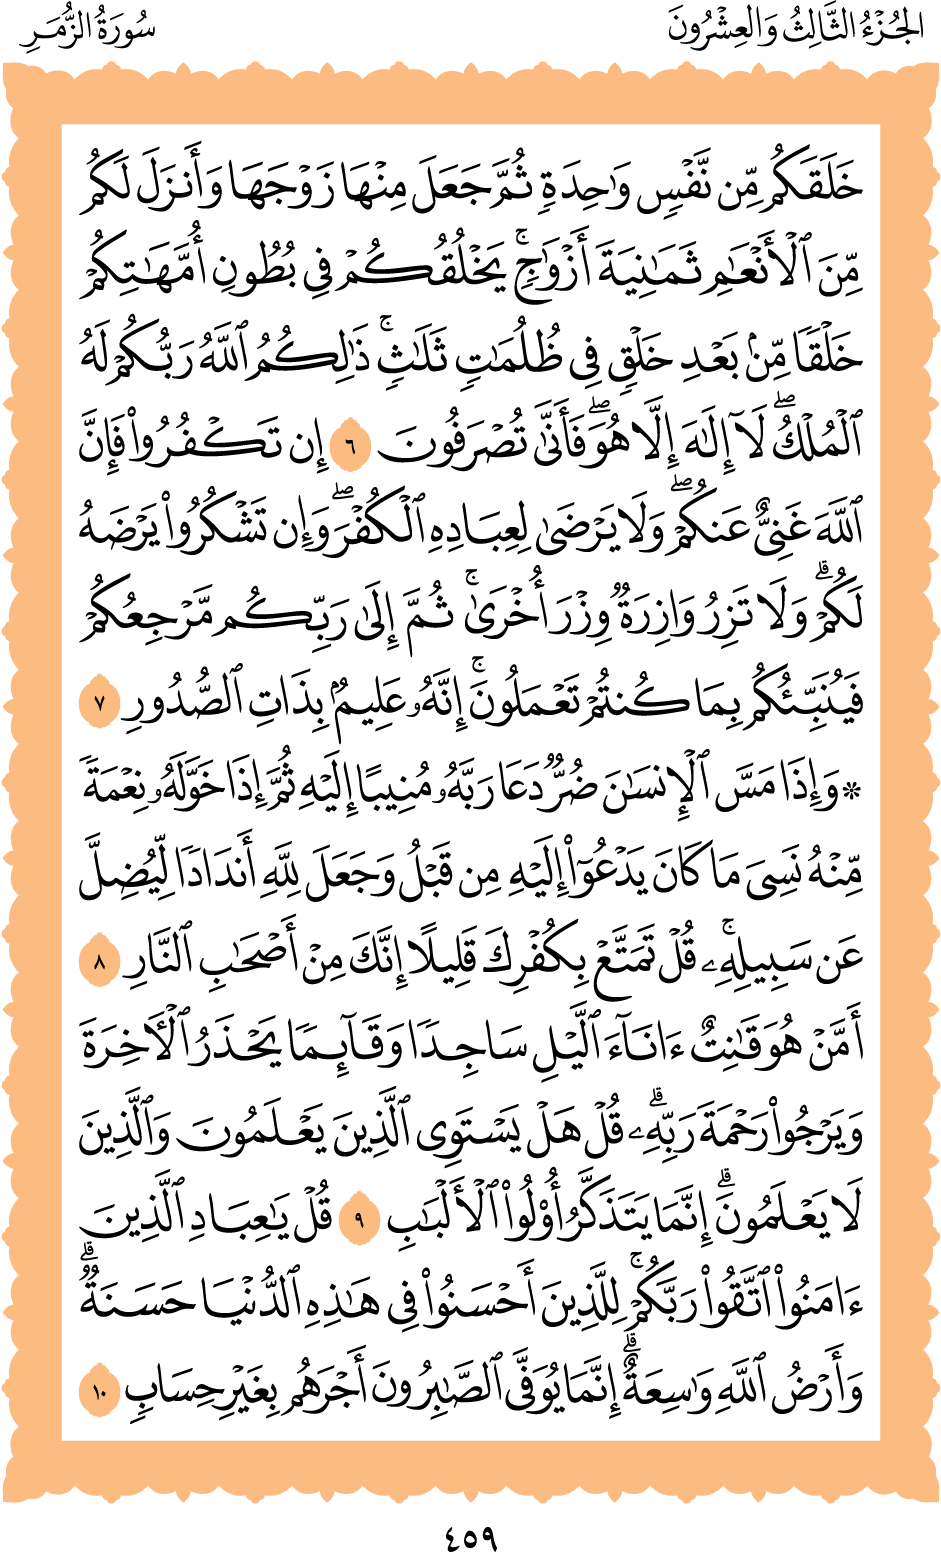 الجُزْءُ الثَّالِثُ وَالعِشْرُونَ
سُورَةُ الزُّمَرِ
خَلَقَكُم مِّن نَّفۡسٖ وَٰحِدَةٖ ثُمَّ جَعَلَ مِنۡهَا زَوۡجَهَا وَأَنزَلَ لَكُم
مِّنَ ٱلۡأَنۡعَٰمِ ثَمَٰنِيَةَ أَزۡوَٰجٖۚ يَخۡلُقُكُمۡ فِي بُطُونِ أُمَّهَٰتِكُمۡ
خَلۡقٗا مِّنۢ بَعۡدِ خَلۡقٖ فِي ظُلُمَٰتٖ ثَلَٰثٖۚ ذَٰلِكُمُ ٱللَّهُ رَبُّكُمۡ لَهُ
ٱلۡمُلۡكُۖ لَآ إِلَٰهَ إِلَّا هُوَۖ فَأَنَّىٰ تُصۡرَفُونَ ٦ إِن تَكۡفُرُواْ فَإِنَّ
ٱللَّهَ غَنِيٌّ عَنكُمۡۖ وَلَا يَرۡضَىٰ لِعِبَادِهِ ٱلۡكُفۡرَۖ وَإِن تَشۡكُرُواْ يَرۡضَهُ
لَكُمۡۗ وَلَا تَزِرُ وَازِرَةٞ وِزۡرَ أُخۡرَىٰۚ ثُمَّ إِلَىٰ رَبِّكُم مَّرۡجِعُكُمۡ
فَيُنَبِّئُكُم بِمَا كُنتُمۡ تَعۡمَلُونَۚ إِنَّهُۥ عَلِيمُۢ بِذَاتِ ٱلصُّدُورِ ٧
۞ وَإِذَا مَسَّ ٱلۡإِنسَٰنَ ضُرّٞ دَعَا رَبَّهُۥ مُنِيبًا إِلَيۡهِ ثُمَّ إِذَا خَوَّلَهُۥ نِعۡمَةٗ
مِّنۡهُ نَسِيَ مَا كَانَ يَدۡعُوٓاْ إِلَيۡهِ مِن قَبۡلُ وَجَعَلَ لِلَّهِ أَندَادٗا لِّيُضِلَّ
عَن سَبِيلِهِۦۚ قُلۡ تَمَتَّعۡ بِكُفۡرِكَ قَلِيلًا إِنَّكَ مِنۡ أَصۡحَٰبِ ٱلنَّارِ ٨
أَمَّنۡ هُوَ قَٰنِتٌ ءَانَآءَ ٱلَّيۡلِ سَاجِدٗا وَقَآئِمٗا يَحۡذَرُ ٱلۡأٓخِرَةَ
وَيَرۡجُواْ رَحۡمَةَ رَبِّهِۦۗ قُلۡ هَلۡ يَسۡتَوِي ٱلَّذِينَ يَعۡلَمُونَ وَٱلَّذِينَ
لَا يَعۡلَمُونَۗ إِنَّمَا يَتَذَكَّرُ أُوْلُواْ ٱلۡأَلۡبَٰبِ ٩ قُلۡ يَٰعِبَادِ ٱلَّذِينَ
ءَامَنُواْ ٱتَّقُواْ رَبَّكُمۡۚ لِلَّذِينَ أَحۡسَنُواْ فِي هَٰذِهِ ٱلدُّنۡيَا حَسَنَةٞۗ
وَأَرۡضُ ٱللَّهِ وَٰسِعَةٌۗ إِنَّمَا يُوَفَّى ٱلصَّٰبِرُونَ أَجۡرَهُم بِغَيۡرِ حِسَابٖ ١٠
٤٥٩